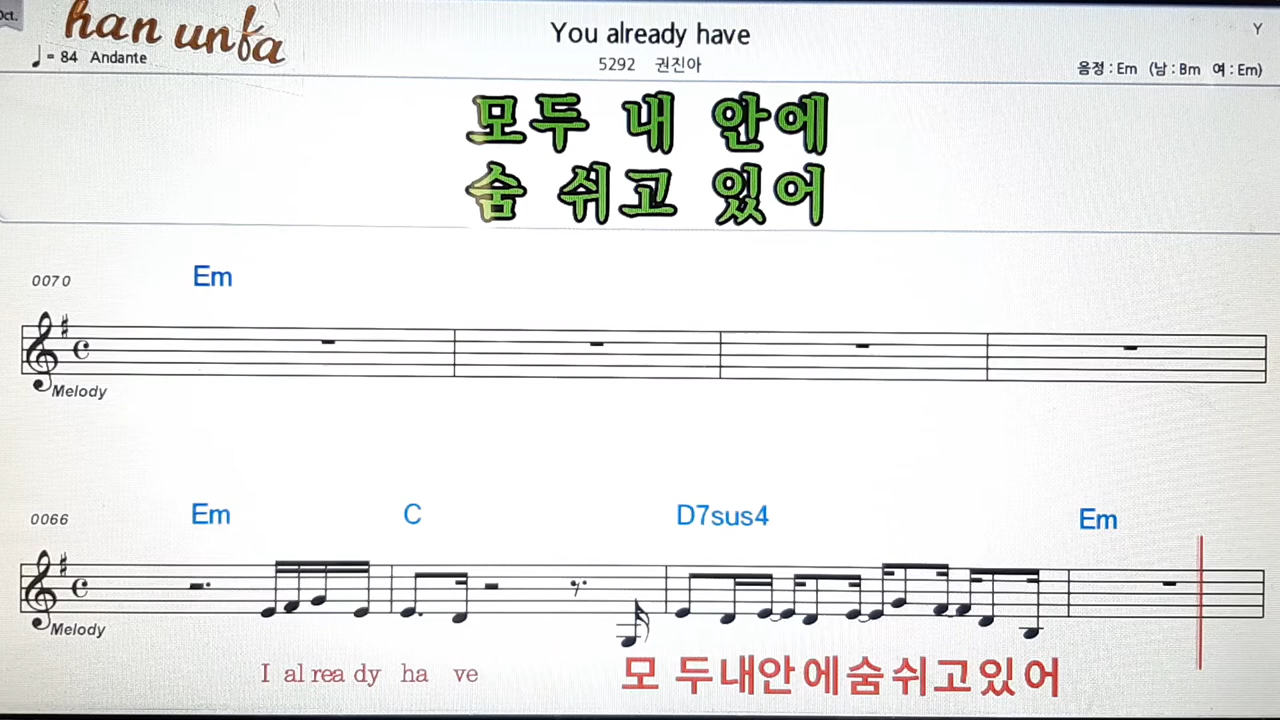 Oct.
han unfa
♩= 84 Andante
You already have
5292 권진아
Y
음정 : Em (남 : Bm 여 : Em)
모두 내 안에
숨 쉬고 있어
0070 Em
Melody
0066 Em C D7sus4 Em
Melody
I al rea dy ha ve 모 두내안에숨쉬고있어